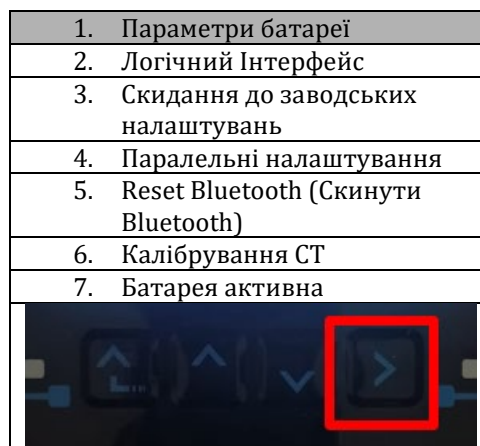 1. Параметри батареї
2. Логічний Інтерфейс
3. Скидання до заводських
налаштувань
4. Паралельні налаштування
5. Reset Bluetooth (Скинути
Bluetooth)
6. Калібрування СТ
7. Батарея активна